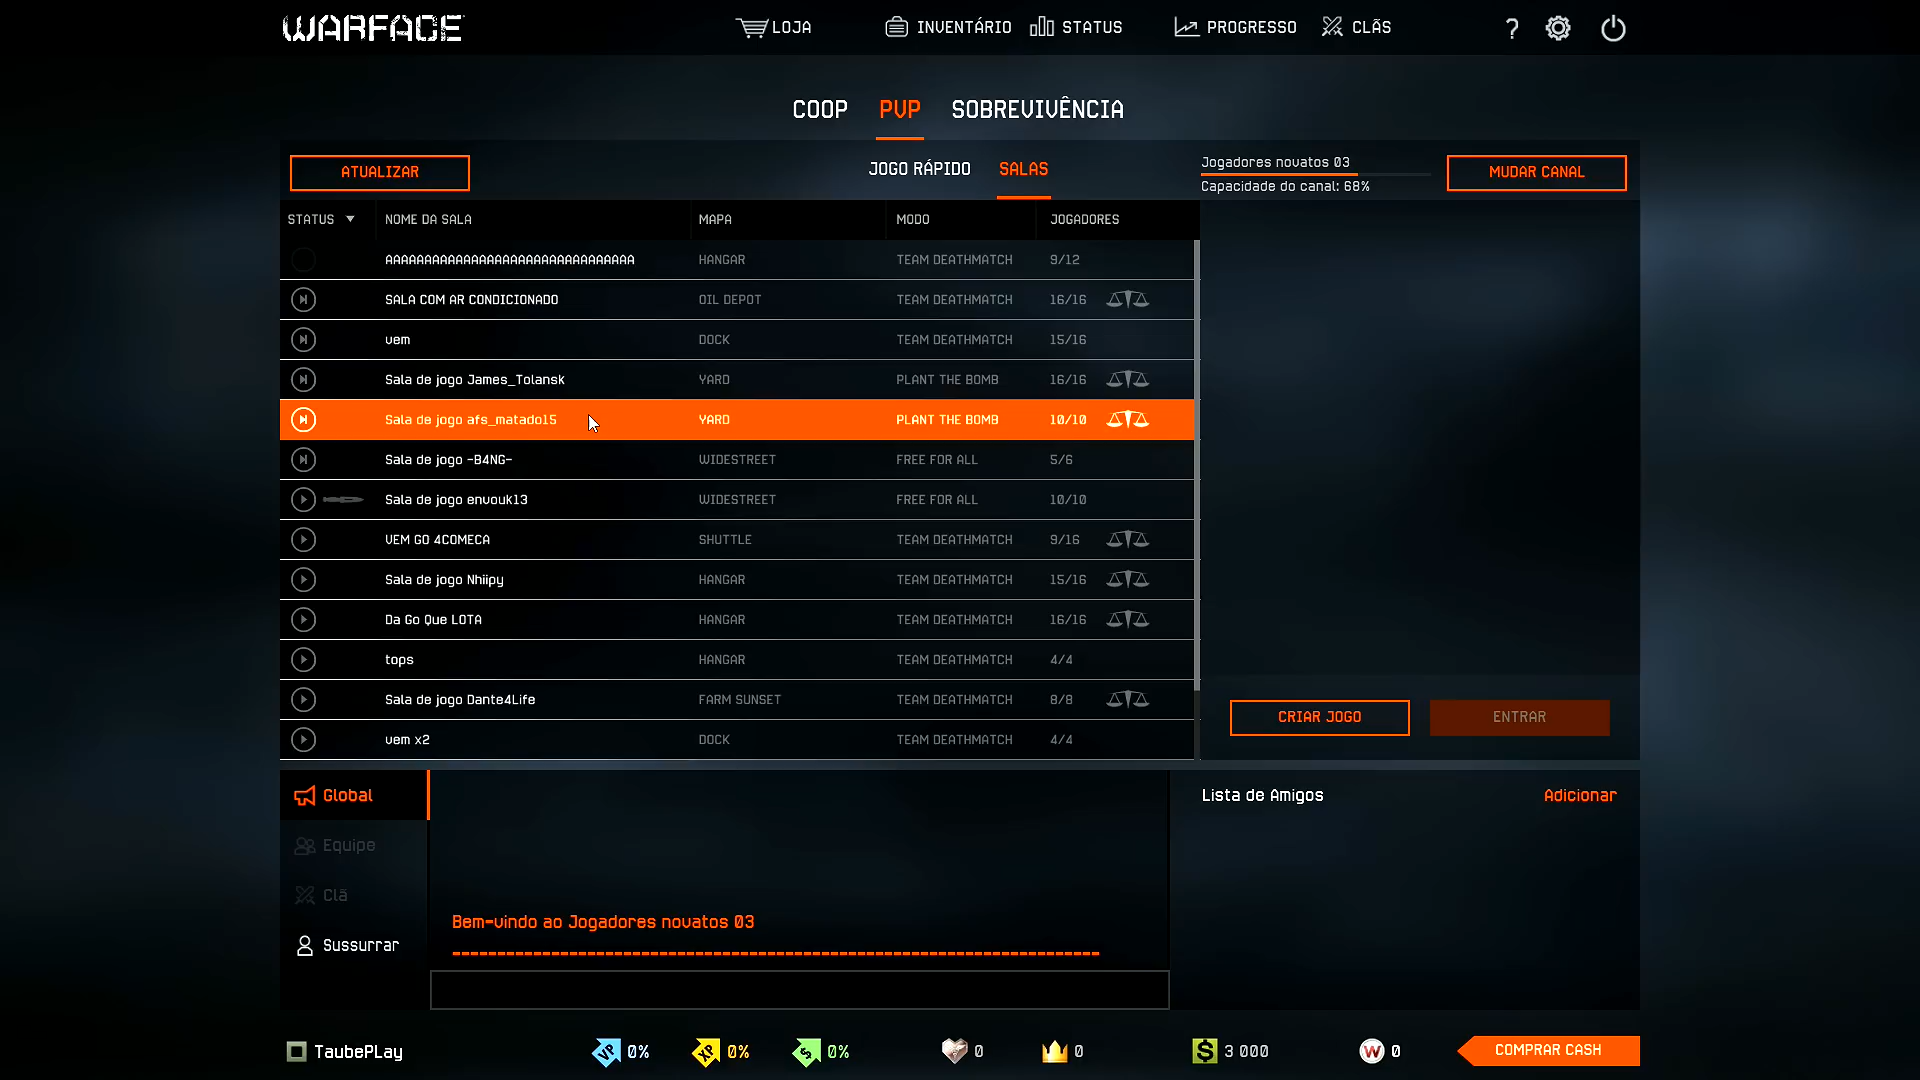 WARFACE
LOJA
INVENTÁRIO
STATUS
PROGRESSO
CLÃS
?
COOP
PVP
SOBREVIVÊNCIA
ATUALIZAR
JOGO RÁPIDO
SALAS
Jogadores novatos 03
Capacidade do canal: 68%
MUDAR CANAL
STATUS NOME DA SALA MAPA MODO JOGADORES
AAAAAAAAAAAAAAAAAAAAAAAAAAAAAAAA HANGAR TEAM DEATHMATCH 9/12
SALA COM AR CONDICIONADO OIL DEPOT TEAM DEATHMATCH 16/16
vem DOCK TEAM DEATHMATCH 15/16
Sala de jogo James_Tolansk YARD PLANT THE BOMB 16/16
Sala de jogo afs_matado15 YARD PLANT THE BOMB 10/10
Sala de jogo -B4NG- WIDESTREET FREE FOR ALL 5/6
Sala de jogo envouk13 WIDESTREET FREE FOR ALL 10/10
VEM GO 4COMECA SHUTTLE TEAM DEATHMATCH 9/16
Sala de jogo Nhiipy HANGAR TEAM DEATHMATCH 15/16
Da Go Que LOTA HANGAR TEAM DEATHMATCH 16/16
tops HANGAR TEAM DEATHMATCH 4/4
Sala de jogo Dante4Life FARM SUNSET TEAM DEATHMATCH 8/8
vem x2 DOCK TEAM DEATHMATCH 4/4
CRIAR JOGO
ENTRAR
Global
Equipe
Clã
Sussurrar
Bem-vindo ao Jogadores novatos 03
Lista de Amigos
Adicionar
TaubePLay
VP 0%
XP 0%
$ 0%
0
0
$ 3 000
W 0
COMPRAR CASH